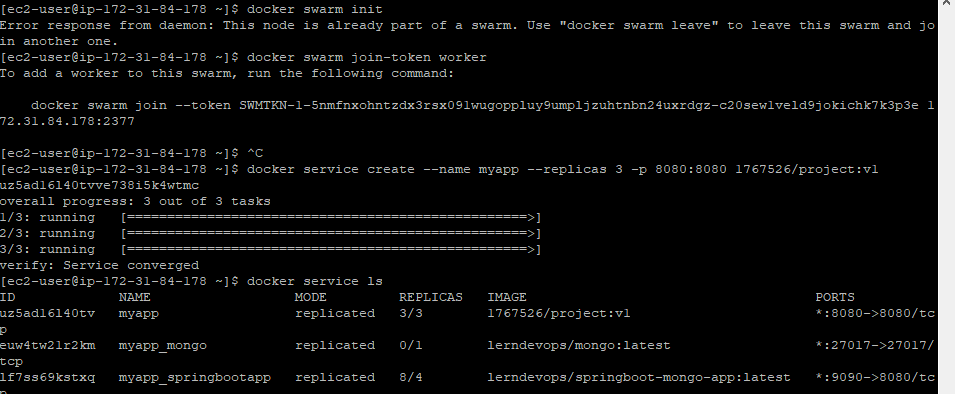 [ec2-user@ip-172-31-84-178 ~]$ docker swarm init
Error response from daemon: This node is already part of a swarm. Use "docker swarm leave" to leave this swarm and jo
in another one.
[ec2-user@ip-172-31-84-178 ~]$ docker swarm join-token worker
To add a worker to this swarm, run the following command:
docker swarm join --token SWMTKN-1-5nmfnxohntzdx3rsx091wugoppluy9umpljzuhtnbn24uxrdgz-c20sewlveld9jokichk7k3p3e 1
72.31.84.178:2377
[ec2-user@ip-172-31-84-178 ~]$ ^C
[ec2-user@ip-172-31-84-178 ~]$ docker service create --name myapp --replicas 3 -p 8080:8080 1767526/project:v1
uz5ad16l40tvve738i5k4wtmc
overall progress: 3 out of 3 tasks
1/3: running   [==================================================>]
2/3: running   [==================================================>]
3/3: running   [==================================================>]
verify: Service converged
[ec2-user@ip-172-31-84-178 ~]$ docker service ls
ID             NAME                  MODE         REPLICAS   IMAGE                                    PORTS
uz5ad16l40tv   myapp                 replicated   3/3        1767526/project:v1                       *:8080->8080/tc
p
euw4tw21r2km   myapp_mongo           replicated   0/1        lerndevops/mongo:latest                  *:27017->27017/
tcp
lf7ss69kstxq   myapp_springbootapp   replicated   8/4        lerndevops/springboot-mongo-app:latest   *:9090->8080/tc
p